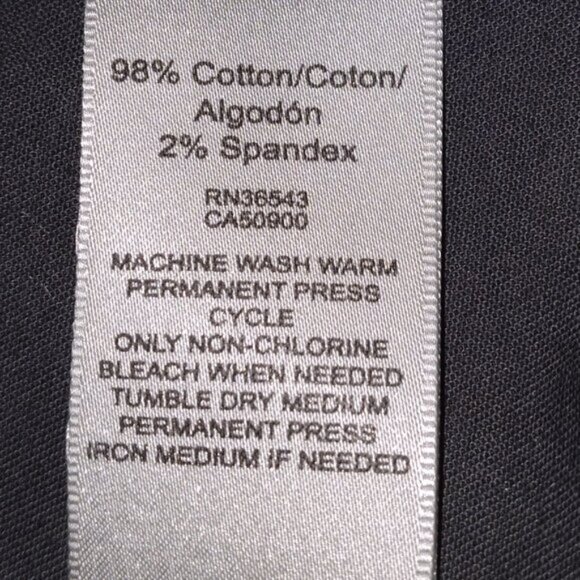 98% Cotton/Coton/
Algodón
2% Spandex
RN36543
CA50900
MACHINE WASH WARM
PERMANENT PRESS
CYCLE
ONLY NON-CHLORINE
BLEACH WHEN NEEDED
TUMBLE DRY MEDIUM
PERMANENT PRESS
IRON MEDIUM IF NEEDED